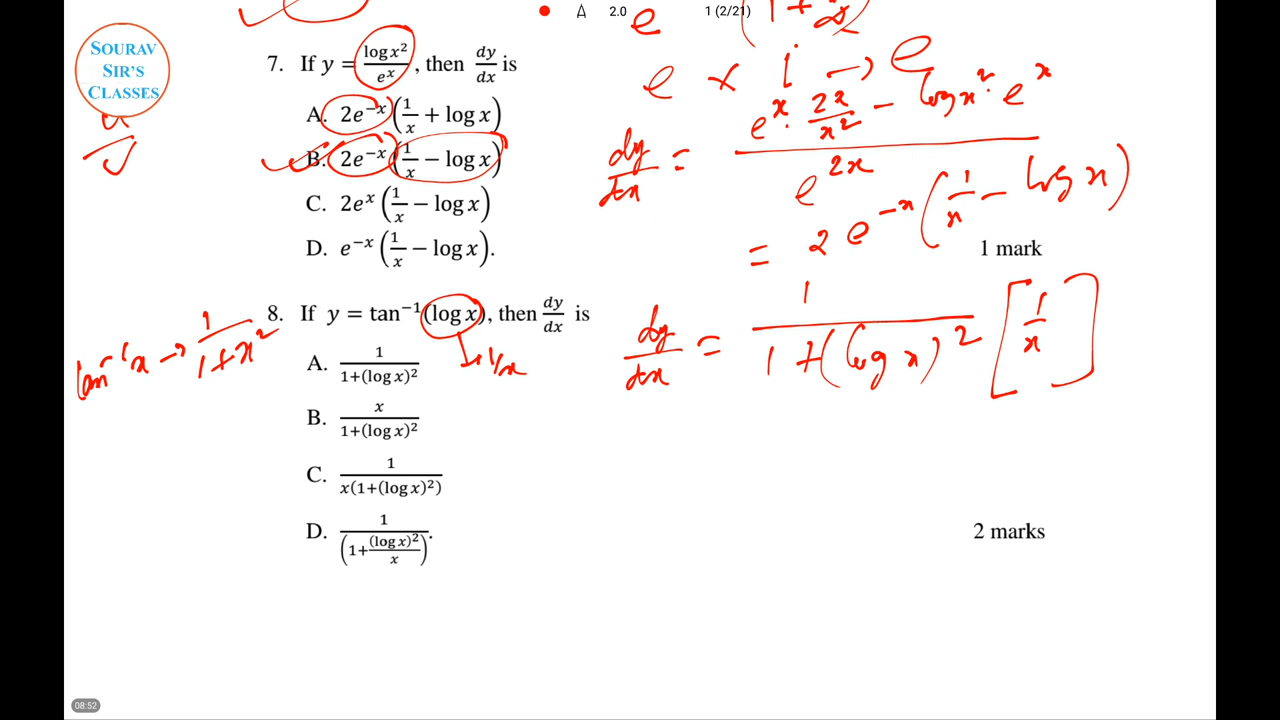 A 2.0 1 (2/21)
e (1 + 
e x
SOURAV
SIR'S
CLASSES
u
v
7. If y = log x² / eˣ, then dy/dx is
A. 2e⁻ˣ(1/x + log x)
B. 2e⁻ˣ(1/x − log x)
C. 2eˣ(1/x − log x)
D. e⁻ˣ(1/x − log x).
dy/dx = (eˣ · 2x/x² − log x² · eˣ) / e²ˣ
= 2 e⁻ˣ (1/x − log x)
1 mark
8. If y = tan⁻¹(log x), then dy/dx is
→ 1/x
tan⁻¹x → 1/(1+x²)
dy/dx = 1/(1+(log x)²) [1/x]
A. 1/(1+(log x)²)
B. x/(1+(log x)²)
C. 1/(x(1+(log x)²))
D. 1/(1+(log x)²/x).
2 marks
08:52